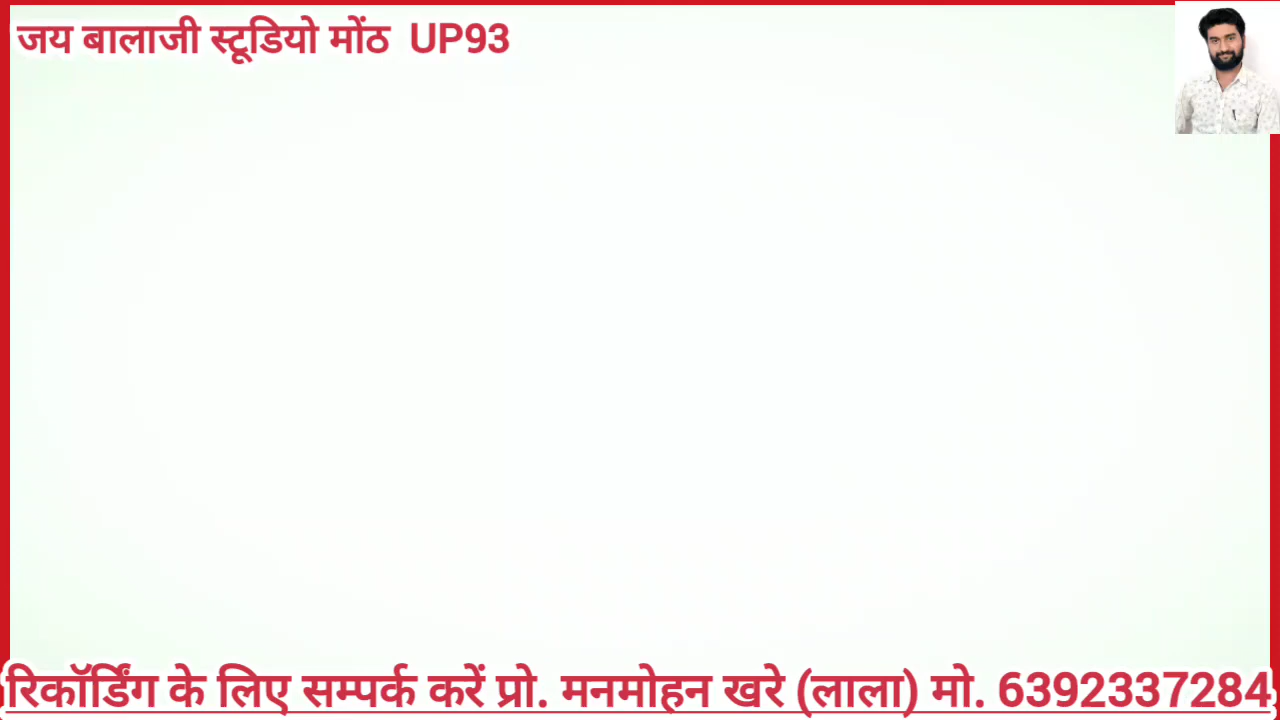 जय बालाजी स्टूडियो मोंठ UP93
रिकॉर्डिंग के लिए सम्पर्क करें प्रो. मनमोहन खरे (लाला) मो. 6392337284